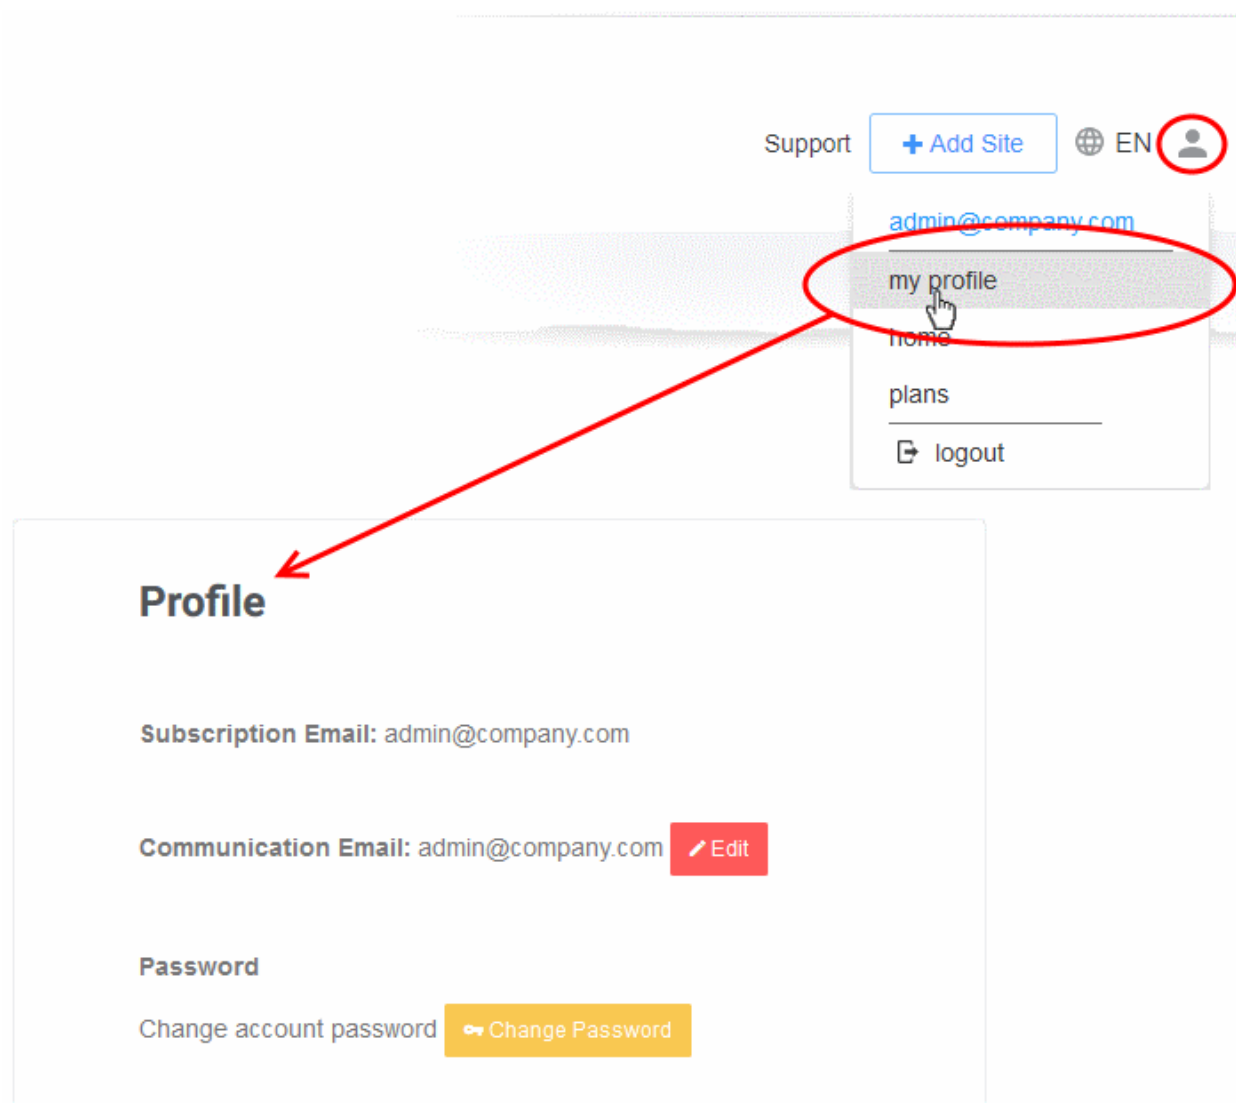 Support + Add Site EN
admin@company.com
my profile
home
plans
logout
Profile
Subscription Email: admin@company.com
Communication Email: admin@company.com Edit
Password
Change account password Change Password